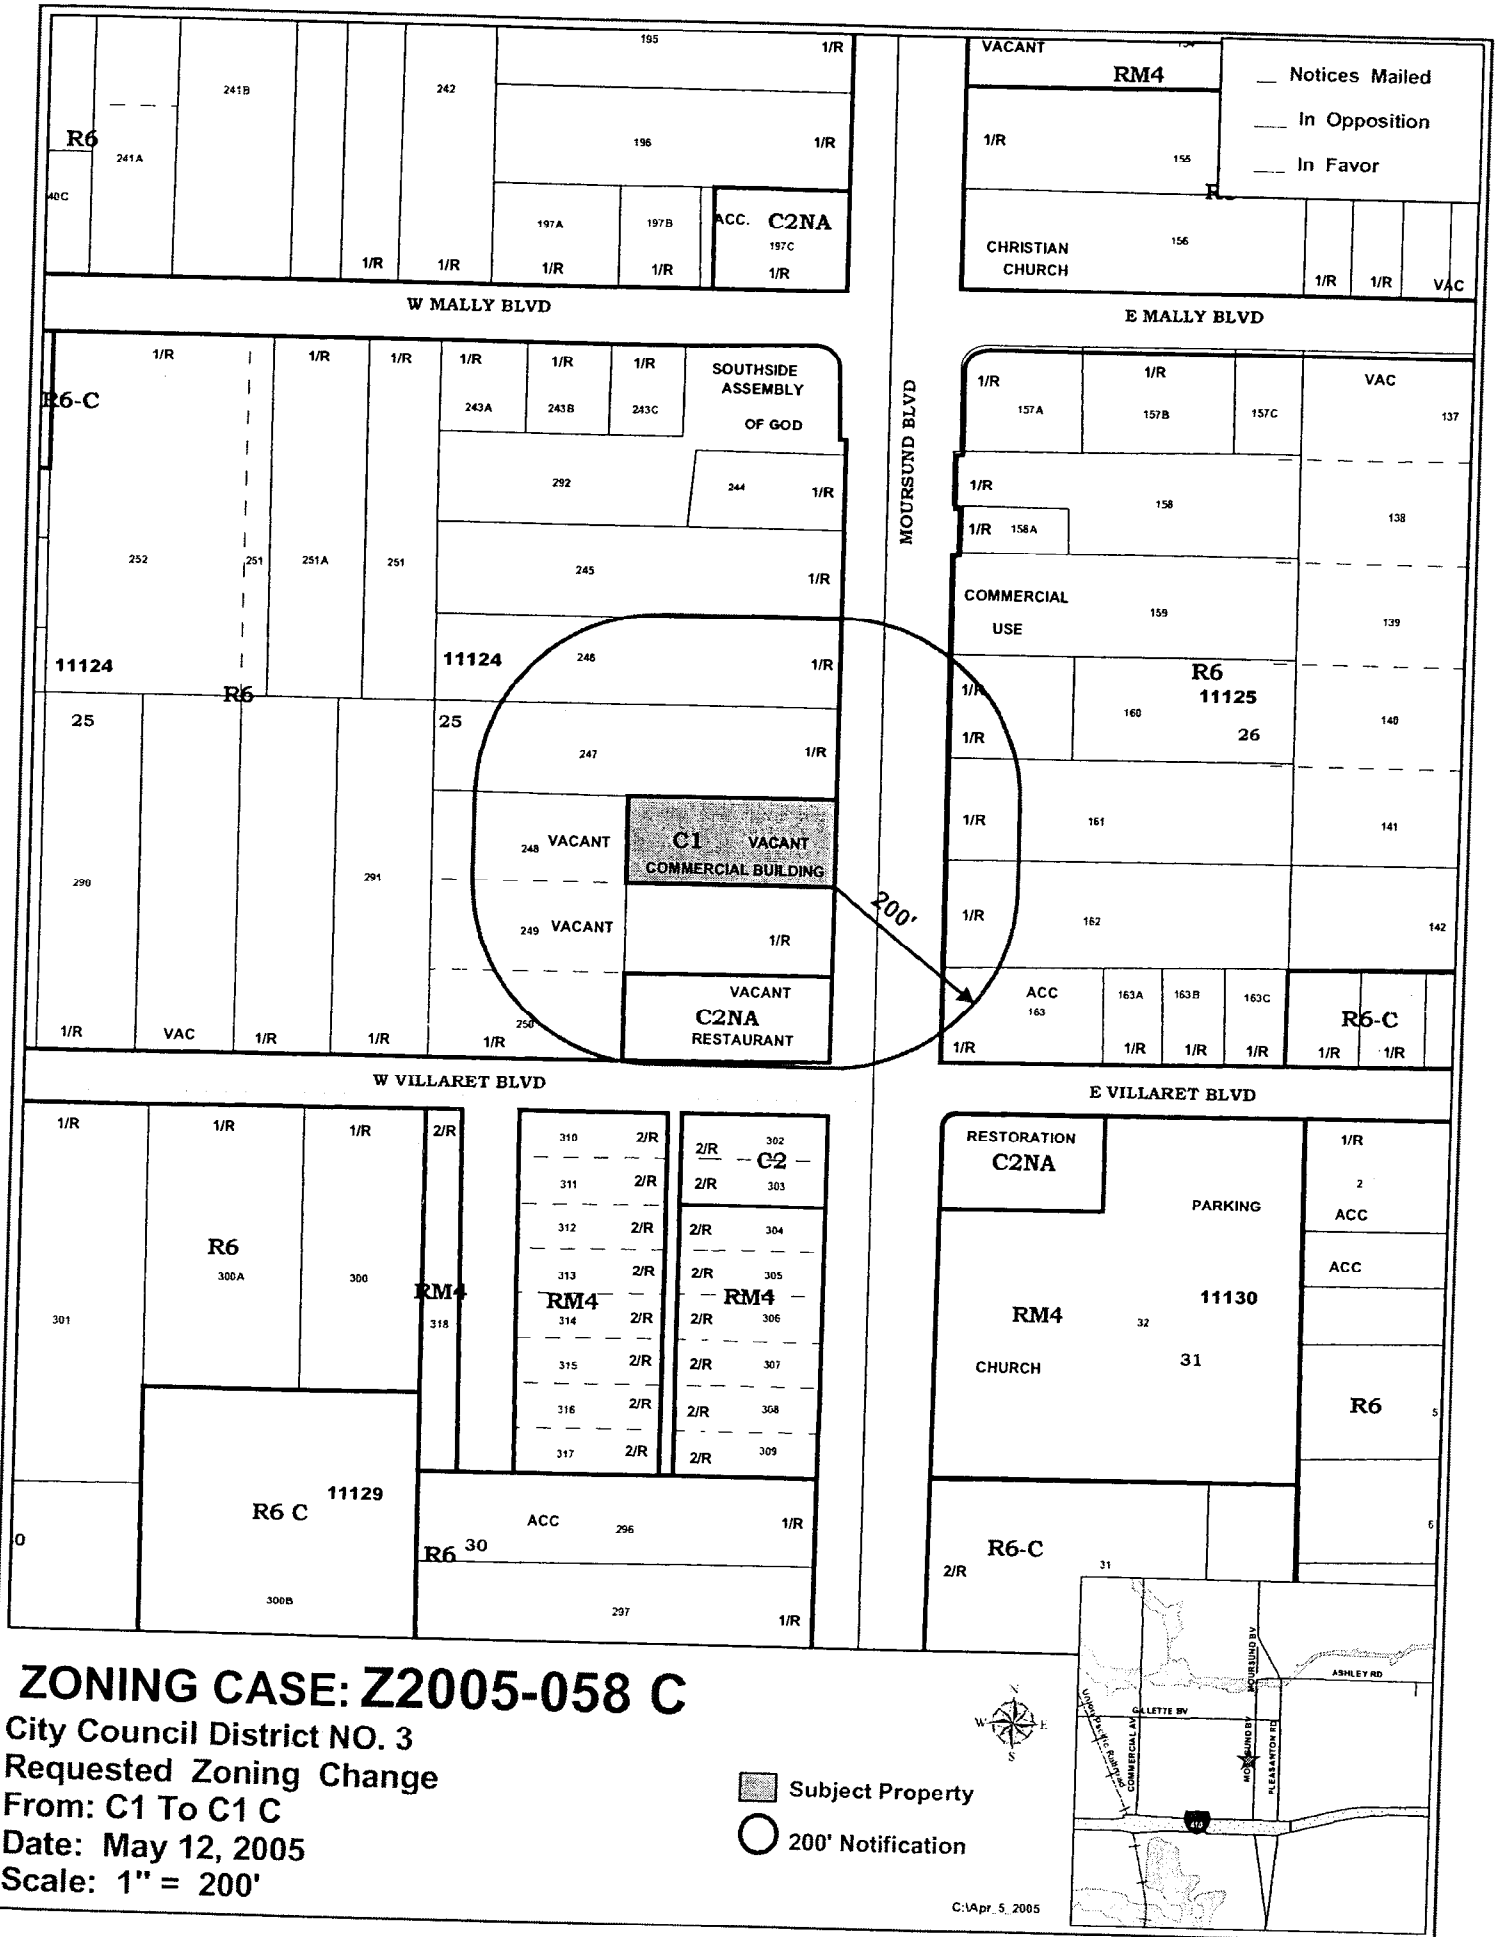 195
1/R
VACANT
RM4
Notices Mailed
In Opposition
In Favor
241B
242
R6
241A
196
1/R
1/R
155
40C
197A
197B
ACC.
C2NA
197C
1/R
1/R
1/R
1/R
1/R
CHRISTIAN
CHURCH
156
1/R
1/R
VAC
W MALLY BLVD
E MALLY BLVD
MOURSUND BLVD
R6-C
1/R
1/R
1/R
1/R
1/R
1/R
243A
243B
243C
SOUTHSIDE
ASSEMBLY
OF GOD
1/R
157A
1/R
157B
157C
VAC
137
292
244
1/R
1/R
158
138
1/R
158A
252
251
251A
251
245
1/R
COMMERCIAL
USE
159
139
11124
11124
246
1/R
1/R
R6
11125
26
160
140
R6
25
25
247
1/R
1/R
248
VACANT
C1
VACANT
COMMERCIAL BUILDING
1/R
161
141
290
291
249
VACANT
1/R
200'
1/R
162
142
250
VACANT
C2NA
RESTAURANT
ACC
163
163A
163B
163C
R6-C
1/R
VAC
1/R
1/R
1/R
1/R
1/R
1/R
1/R
1/R
1/R
W VILLARET BLVD
E VILLARET BLVD
1/R
1/R
1/R
2/R
310
2/R
2/R
302
C2
311
2/R
2/R
303
312
2/R
2/R
304
313
2/R
2/R
305
RM4
RM4
RM4
314
2/R
2/R
306
315
2/R
2/R
307
316
2/R
2/R
308
317
2/R
2/R
309
R6
300A
300
318
301
RESTORATION
C2NA
PARKING
1/R
2
ACC
ACC
11130
RM4
32
31
CHURCH
R6
5
R6 C
11129
300B
0
ACC
296
1/R
R6
30
297
1/R
R6-C
2/R
31
6
ZONING CASE: Z2005-058 C
City Council District NO. 3
Requested Zoning Change
From: C1 To C1 C
Date: May 12, 2005
Scale: 1" = 200'
N
W
E
S
Subject Property
200' Notification
C:\Apr_5_2005
MOURSUND BV
ASHLEY RD
GILLETTE BV
Union Pacific Railroad
COMMERCIAL AV
MOURSUND BV
PLEASANTON RD
410